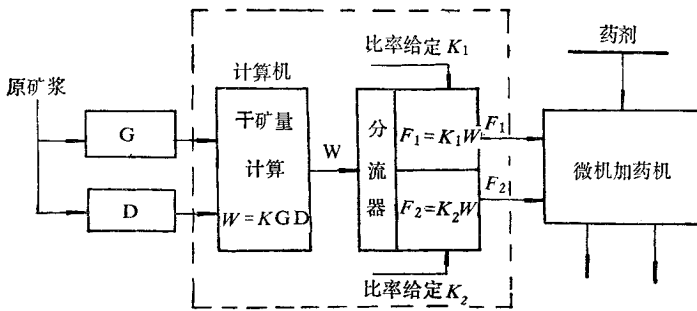 比率给定 K₁
药剂
计算机
原矿浆
G
干矿量
计算
W = KGD
W
分流器
F₁ = K₁W
F₁
F₂ = K₂W
F₂
微机加药机
D
比率给定 K₂